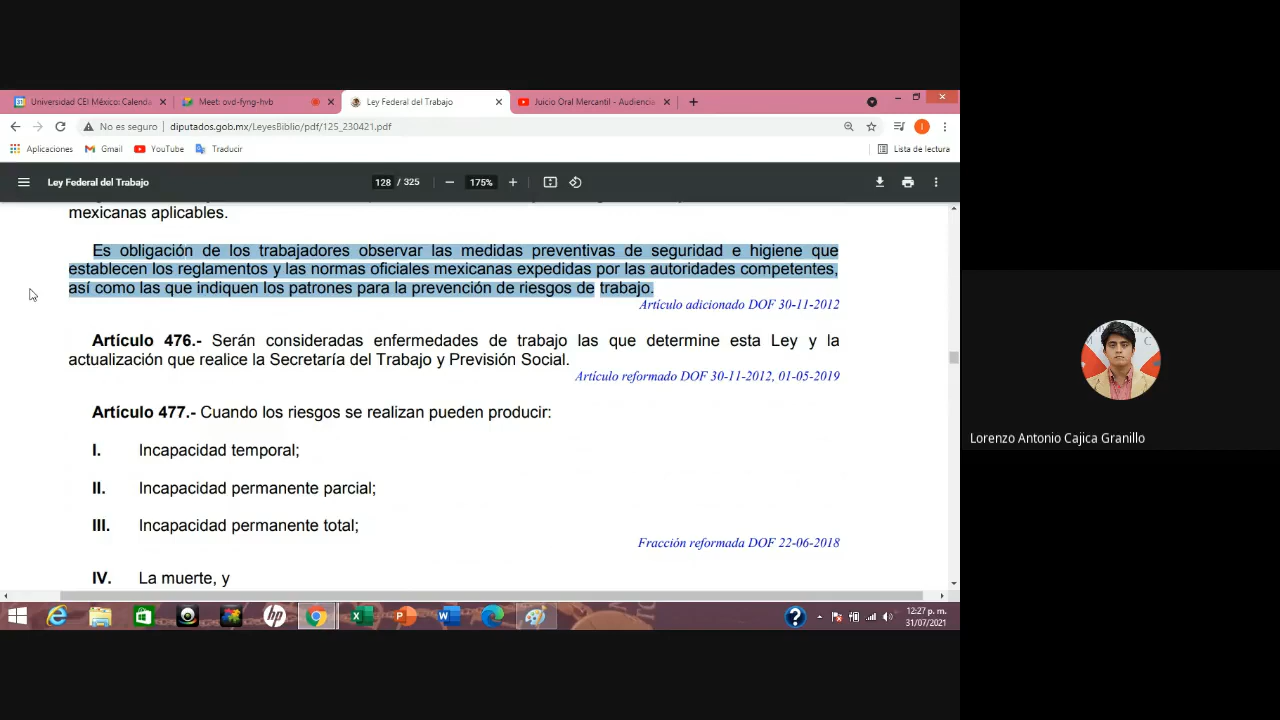 Universidad CEI México: Calenda
Meet: ovd-fyng-hvb
Ley Federal del Trabajo
Juicio Oral Mercantil - Audiencia
No es seguro
deputados.gob.mx/LeyesBiblio/pdf/125_230421.pdf
Aplicaciones
Gmail
YouTube
Traducir
Lista de lectura
Ley Federal del Trabajo
128 / 325
175%
mexicanas aplicables.
Es obligación de los trabajadores observar las medidas preventivas de seguridad e higiene que
establecen los reglamentos y las normas oficiales mexicanas expedidas por las autoridades competentes,
así como las que indiquen los patrones para la prevención de riesgos de trabajo.
Artículo adicionado DOF 30-11-2012
Artículo 476.- Serán consideradas enfermedades de trabajo las que determine esta Ley y la
actualización que realice la Secretaría del Trabajo y Previsión Social.
Artículo reformado DOF 30-11-2012, 01-05-2019
Artículo 477.- Cuando los riesgos se realizan pueden producir:
I. Incapacidad temporal;
II. Incapacidad permanente parcial;
III. Incapacidad permanente total;
Fracción reformada DOF 22-06-2018
IV. La muerte, y
12:27 p. m.
31/07/2021
Lorenzo Antonio Cajica Granillo